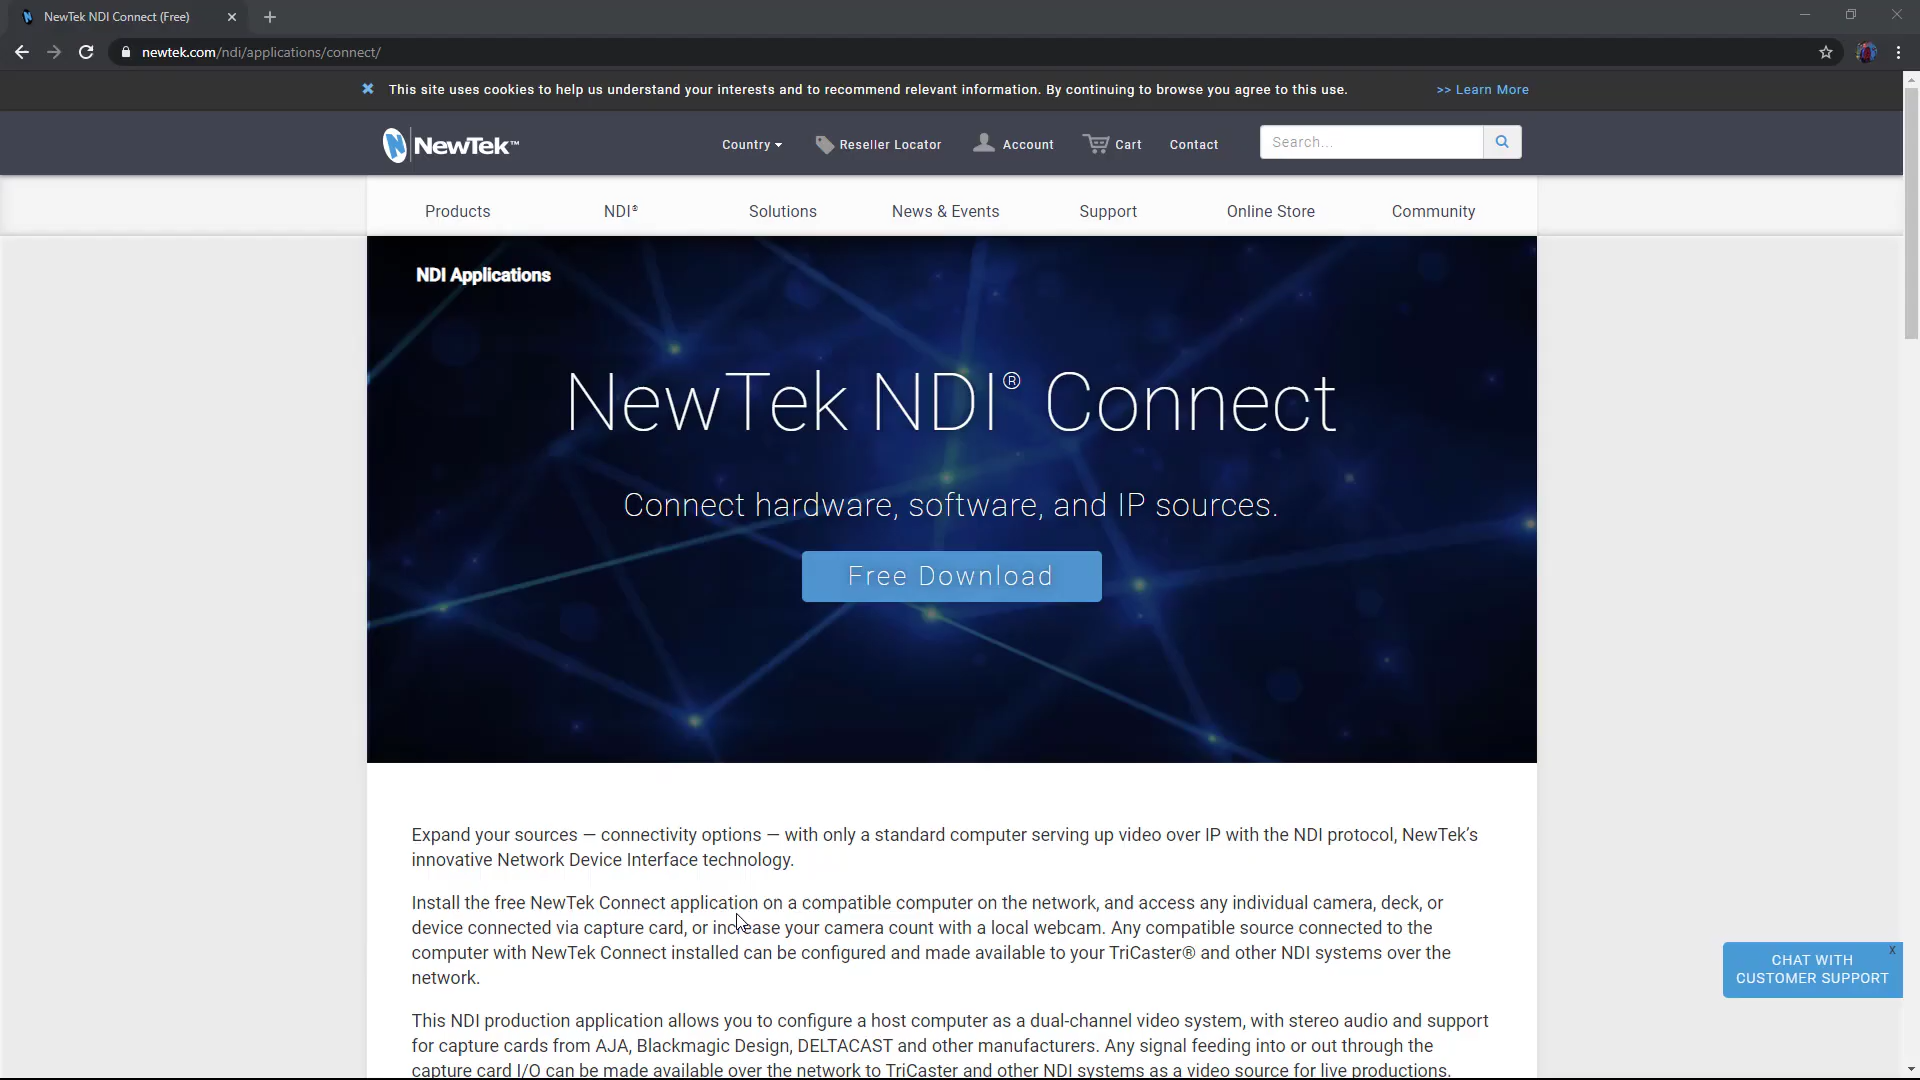 NewTek NDI Connect (Free)
newtek.com/ndi/applications/connect/
This site uses cookies to help us understand your interests and to recommend relevant information. By continuing to browse you agree to this use.
>> Learn More
NewTek™
Country
Reseller Locator
Account
Cart
Contact
Search...
Products
NDI®
Solutions
News & Events
Support
Online Store
Community
NDI Applications
NewTek NDI® Connect
Connect hardware, software, and IP sources.
Free Download
Expand your sources — connectivity options — with only a standard computer serving up video over IP with the NDI protocol, NewTek’s
innovative Network Device Interface technology.
Install the free NewTek Connect application on a compatible computer on the network, and access any individual camera, deck, or
device connected via capture card, or increase your camera count with a local webcam. Any compatible source connected to the
computer with NewTek Connect installed can be configured and made available to your TriCaster® and other NDI systems over the
network.
This NDI production application allows you to configure a host computer as a dual-channel video system, with stereo audio and support
for capture cards from AJA, Blackmagic Design, DELTACAST and other manufacturers. Any signal feeding into or out through the
capture card I/O can be made available over the network to TriCaster and other NDI systems as a video source for live productions.
X
CHAT WITH
CUSTOMER SUPPORT